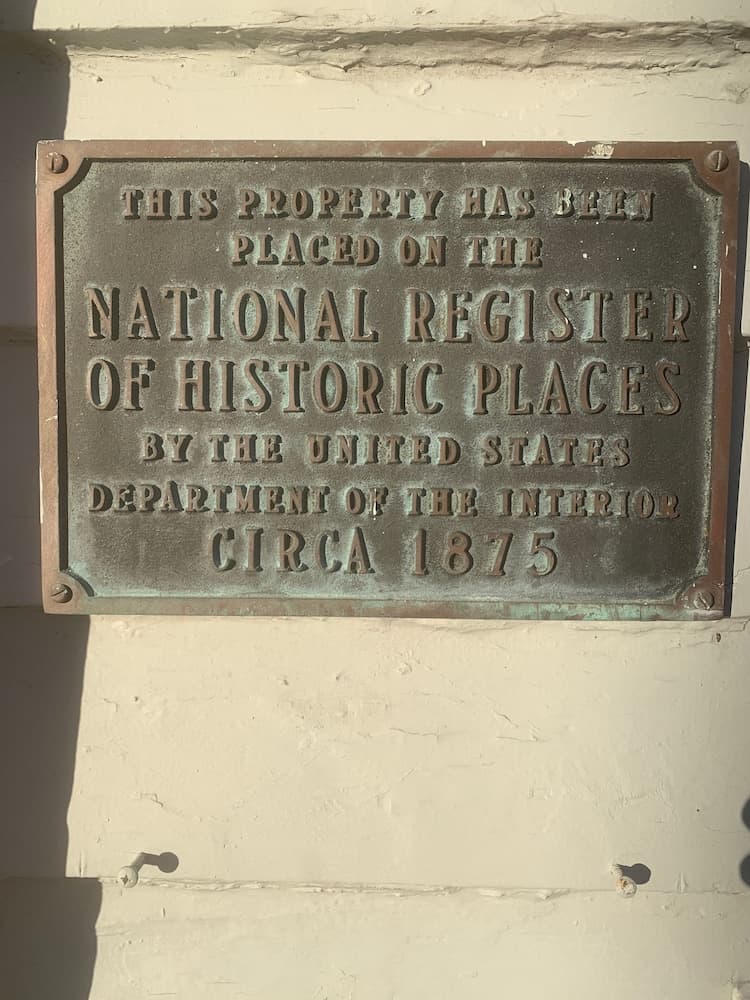 THIS PROPERTY HAS BEEN
PLACED ON THE
NATIONAL REGISTER
OF HISTORIC PLACES
BY THE UNITED STATES
DEPARTMENT OF THE INTERIOR
CIRCA 1875